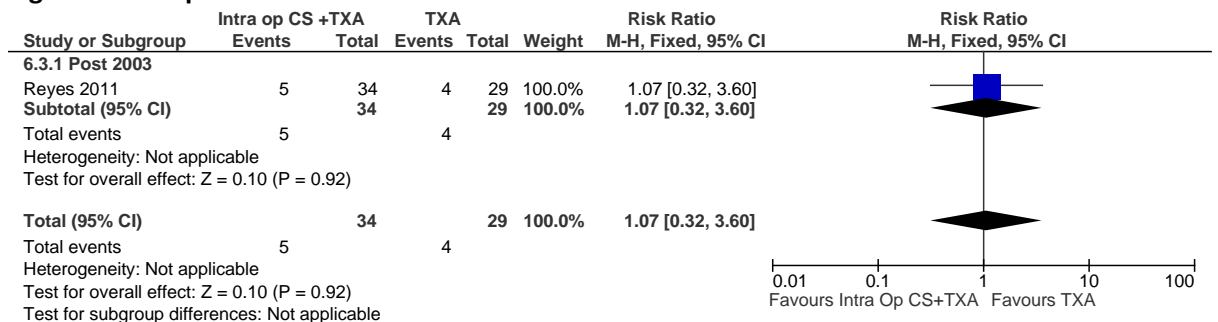 Intra op CS +TXA TXA Risk Ratio Risk Ratio
Study or Subgroup Events Total Events Total Weight M-H, Fixed, 95% CI M-H, Fixed, 95% CI
6.3.1 Post 2003
Reyes 2011 5 34 4 29 100.0% 1.07 [0.32, 3.60]
Subtotal (95% CI) 34 29 100.0% 1.07 [0.32, 3.60]
Total events 5 4
Heterogeneity: Not applicable
Test for overall effect: Z = 0.10 (P = 0.92)
Total (95% CI) 34 29 100.0% 1.07 [0.32, 3.60]
Total events 5 4
Heterogeneity: Not applicable
Test for overall effect: Z = 0.10 (P = 0.92)
Test for subgroup differences: Not applicable
0.01 0.1 1 10 100
Favours Intra Op CS+TXA Favours TXA